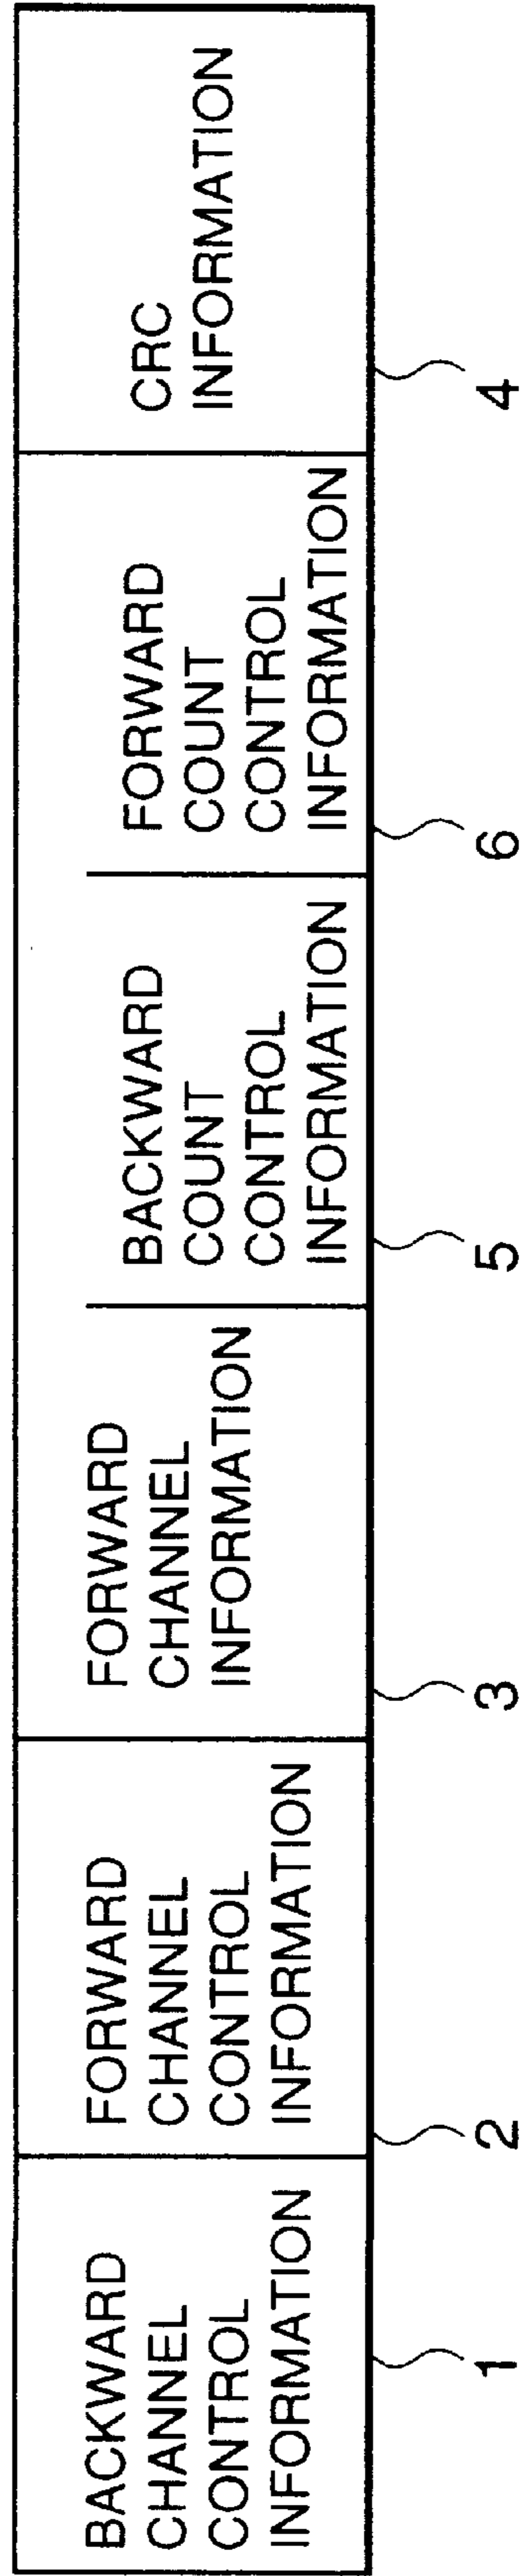 BACKWARD
CHANNEL
CONTROL
INFORMATION
1
FORWARD
CHANNEL
CONTROL
INFORMATION
2
FORWARD
CHANNEL
INFORMATION
3
BACKWARD
COUNT
CONTROL
INFORMATION
5
FORWARD
COUNT
CONTROL
INFORMATION
6
CRC
INFORMATION
4